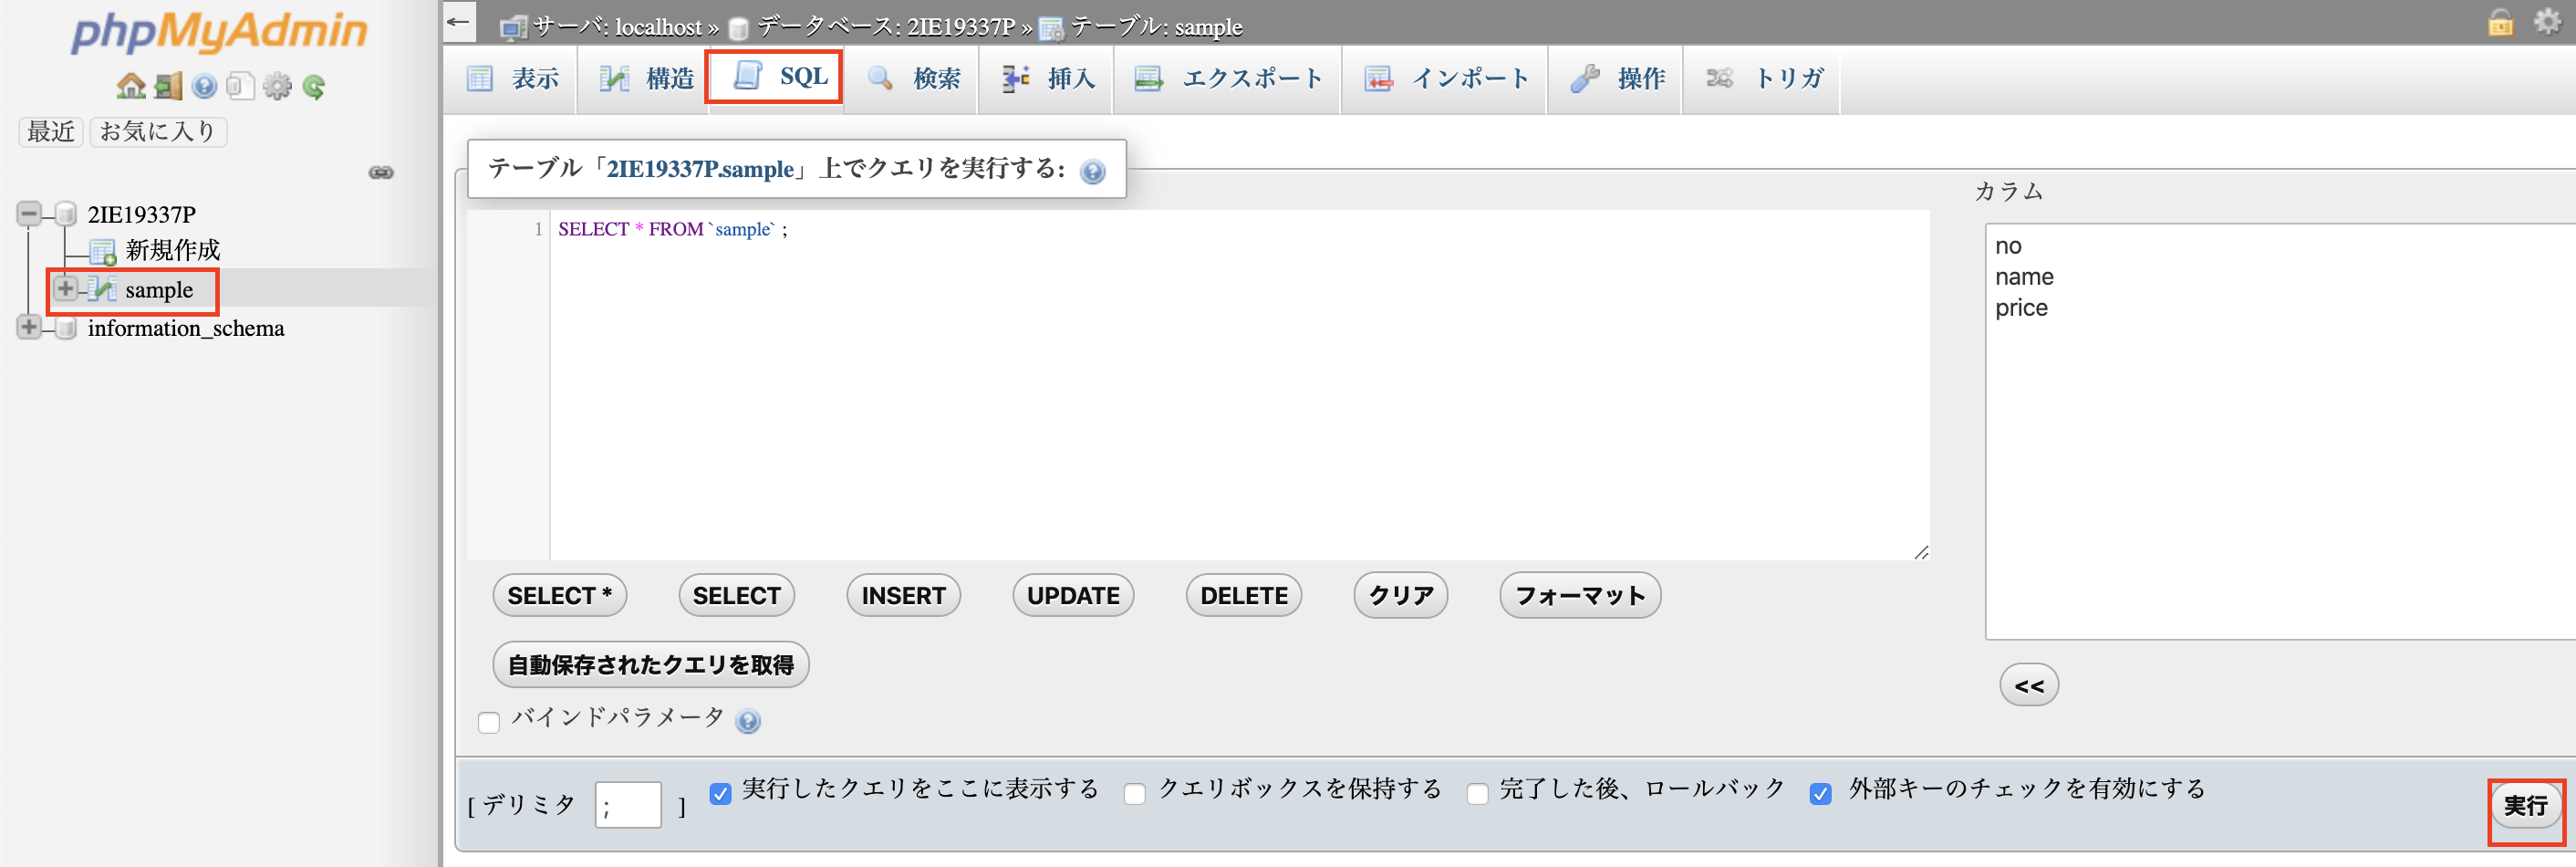 phpMyAdmin
最近 お気に入り
2IE19337P
新規作成
sample
information_schema
サーバ: localhost » データベース: 2IE19337P » テーブル: sample
表示 構造 SQL 検索 挿入 エクスポート インポート 操作 トリガ
テーブル「2IE19337P.sample」上でクエリを実行する:
1 SELECT * FROM `sample` ;
カラム
no
name
price
SELECT * SELECT INSERT UPDATE DELETE クリア フォーマット
自動保存されたクエリを取得
<<
バインドパラメータ
[ デリミタ ; ] 実行したクエリをここに表示する クエリボックスを保持する 完了した後、ロールバック 外部キーのチェックを有効にする 実行